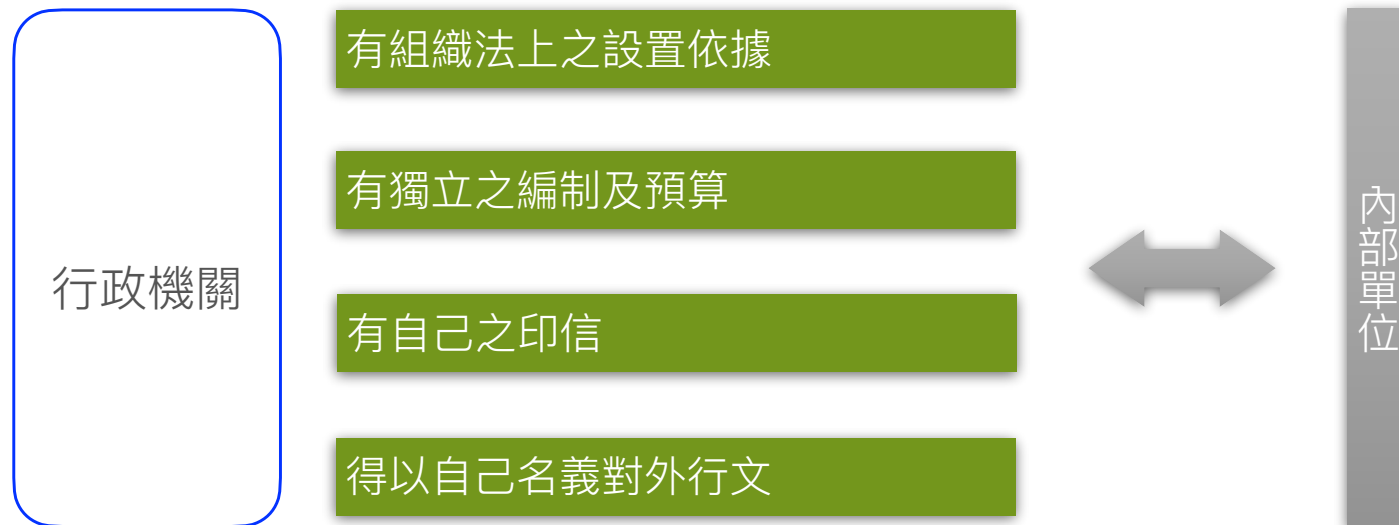 行政機關
有組織法上之設置依據
有獨立之編制及預算
有自己之印信
得以自己名義對外行文
內部單位